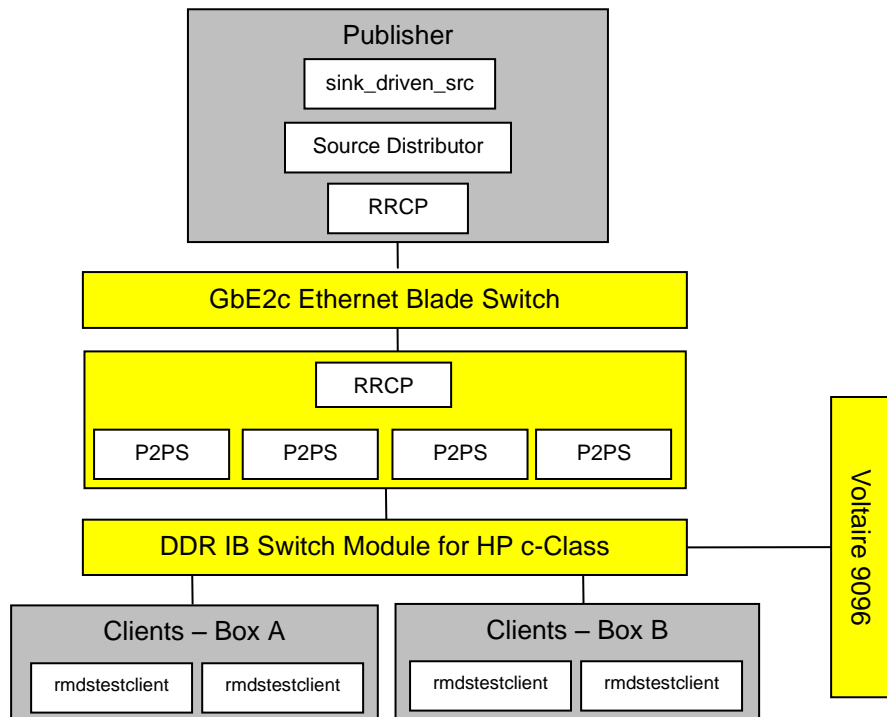 Publisher
sink_driven_src
Source Distributor
RRCP
GbE2c Ethernet Blade Switch
RRCP
P2PS
P2PS
P2PS
P2PS
DDR IB Switch Module for HP c-Class
Voltaire 9096
Clients – Box A
rmdstestclient
rmdstestclient
Clients – Box B
rmdstestclient
rmdstestclient